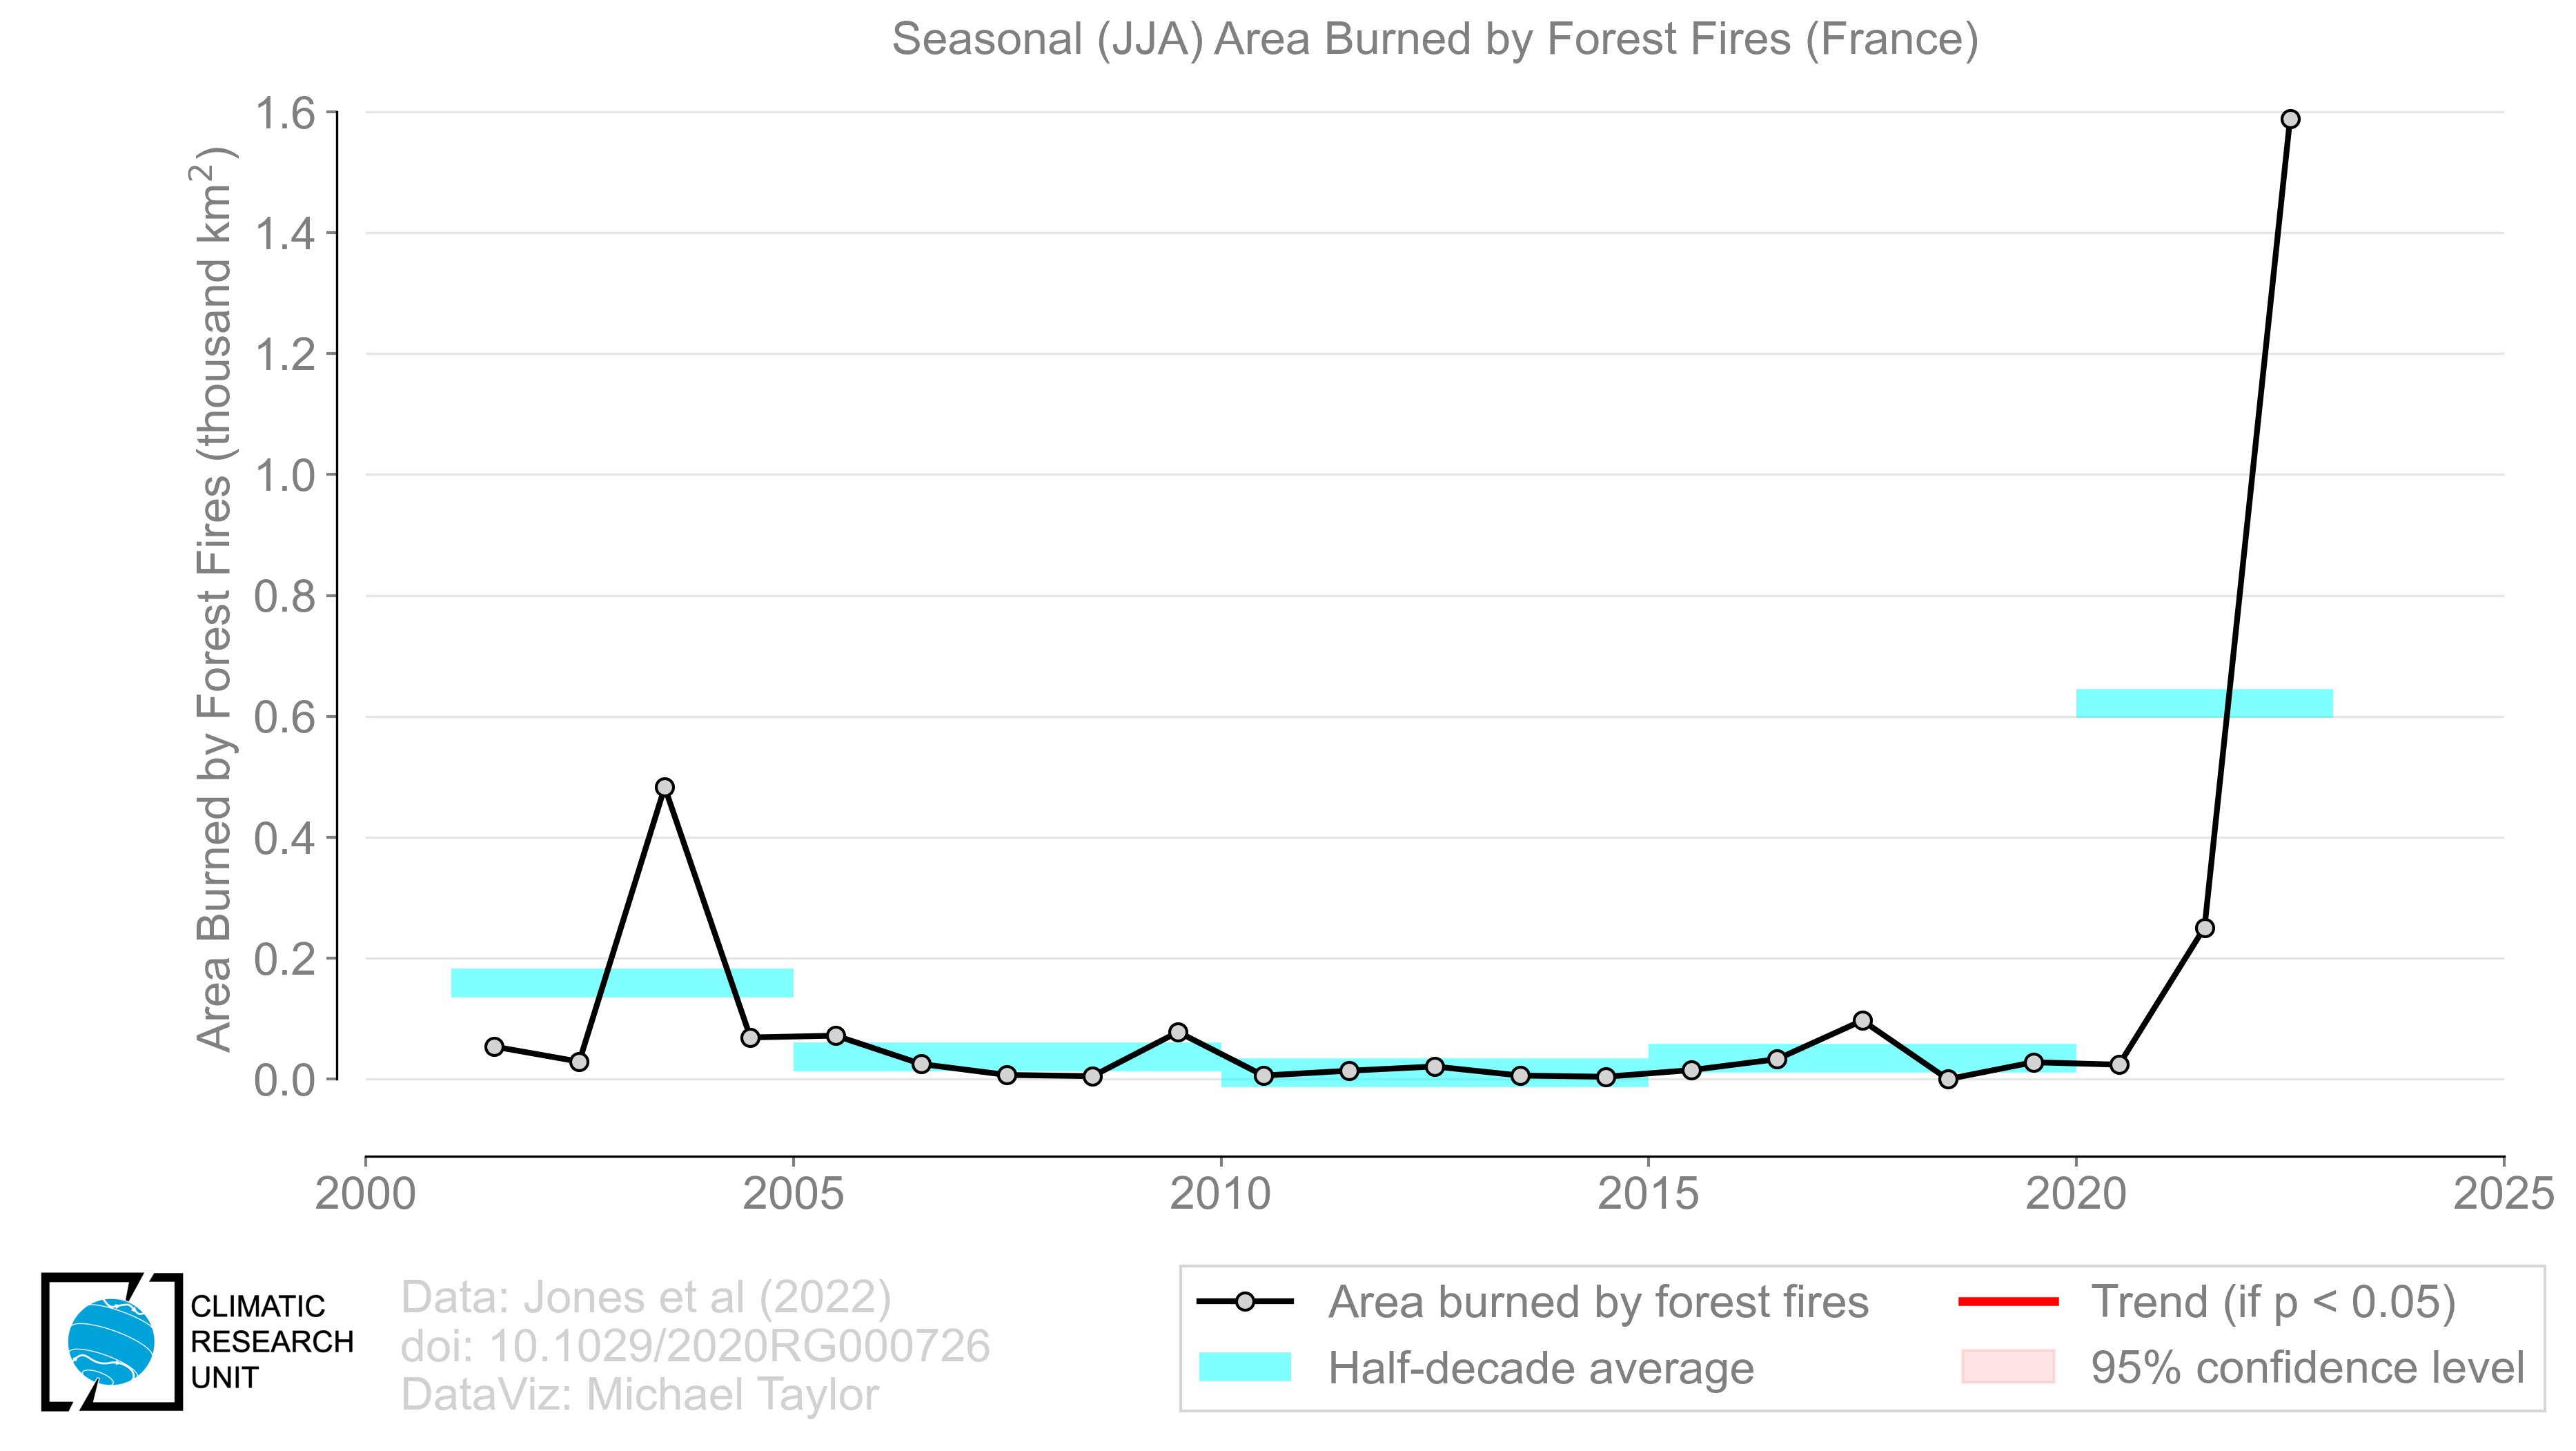 Seasonal (JJA) Area Burned by Forest Fires (France)
Area Burned by Forest Fires (thousand km²)
1.6
1.4
1.2
1.0
0.8
0.6
0.4
0.2
0.0
2000 2005 2010 2015 2020 2025
CLIMATIC
RESEARCH
UNIT
Data: Jones et al (2022)
doi: 10.1029/2020RG000726
DataViz: Michael Taylor
Area burned by forest fires
Half-decade average
Trend (if p < 0.05)
95% confidence level